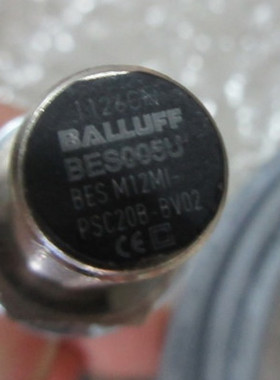 1126CN
BALLUFF
BES005U
BES M12MI-
PSC20B-BV02
CE